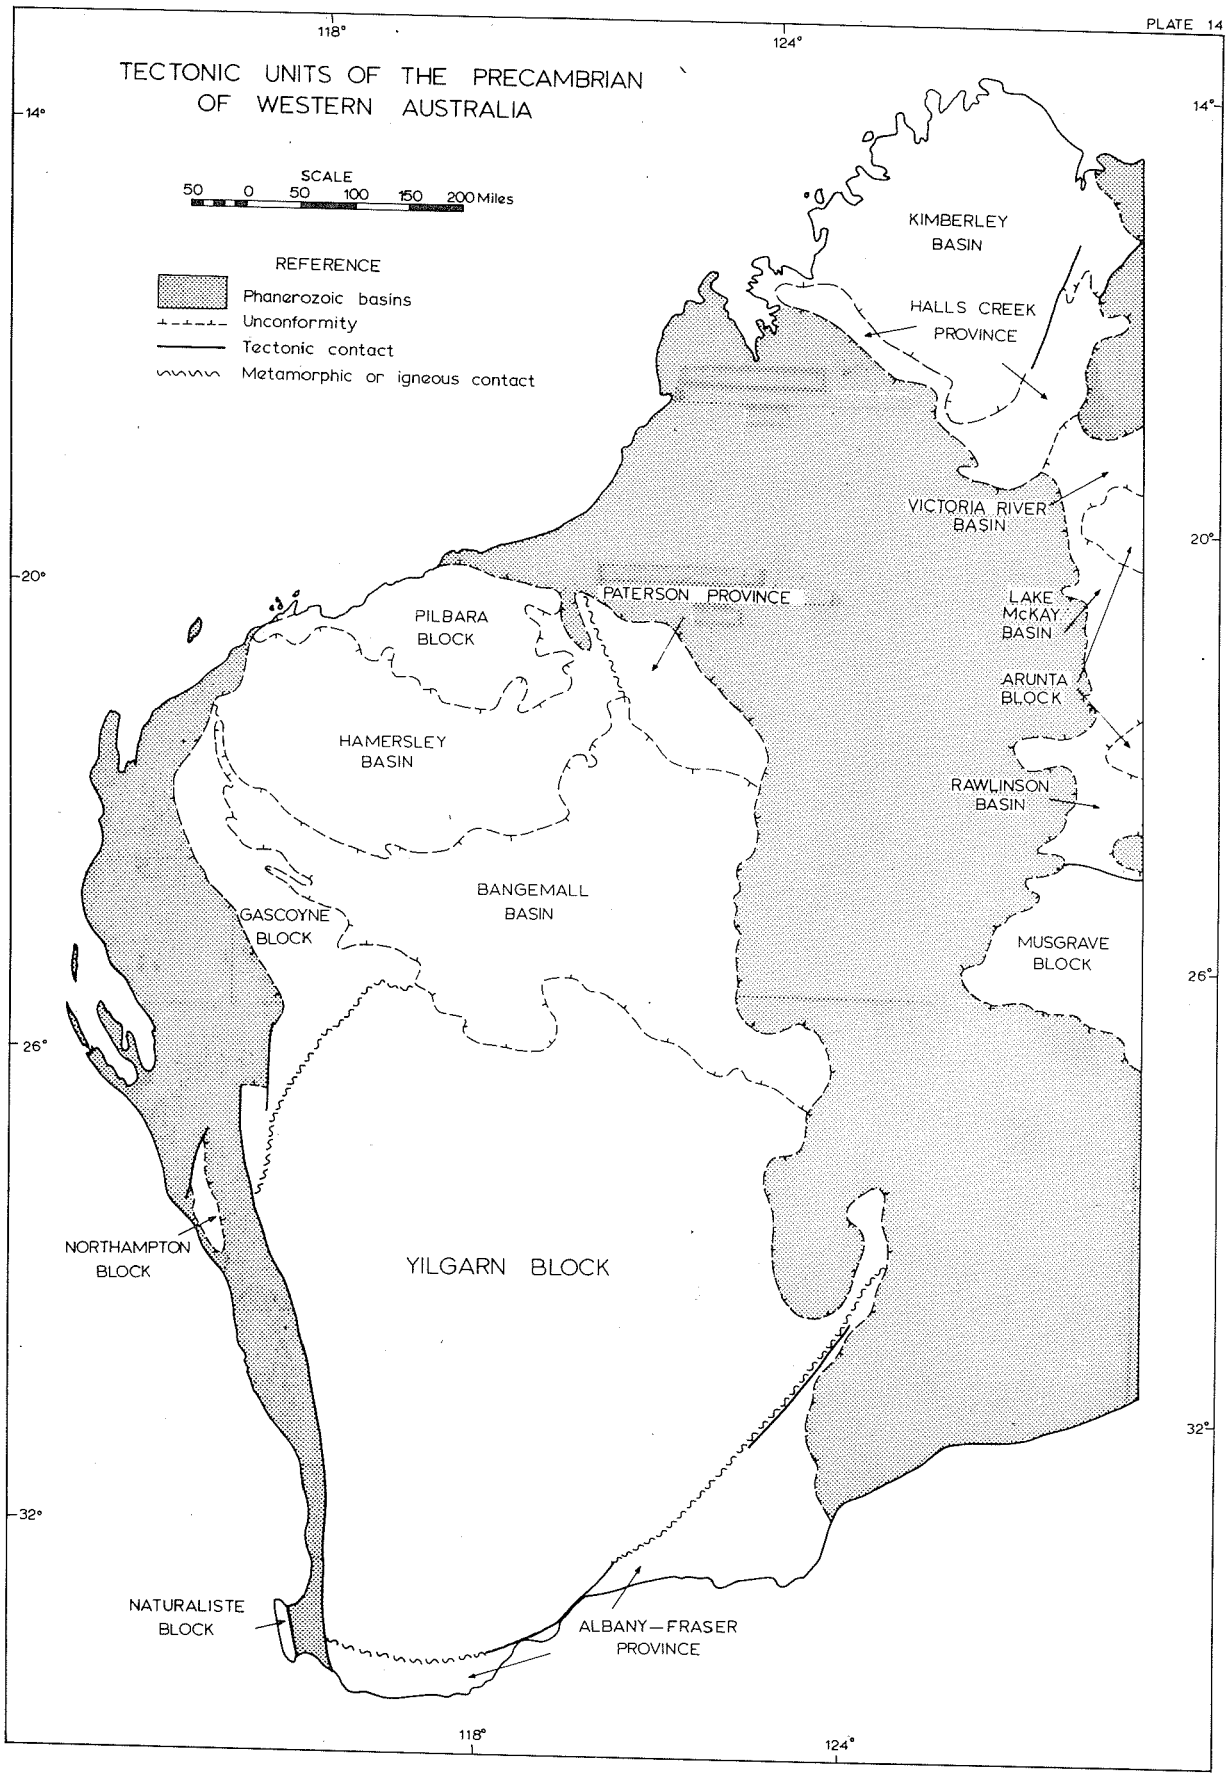 PLATE 14
118°
124°
TECTONIC UNITS OF THE PRECAMBRIAN
OF WESTERN AUSTRALIA
14°
14°
SCALE
50 0 50 100 150 200 Miles
REFERENCE
Phanerozoic basins
Unconformity
Tectonic contact
Metamorphic or igneous contact
KIMBERLEY
BASIN
HALLS CREEK
PROVINCE
VICTORIA RIVER
BASIN
20°
20°
PATERSON PROVINCE
LAKE
McKAY
BASIN
PILBARA
BLOCK
ARUNTA
BLOCK
HAMERSLEY
BASIN
RAWLINSON
BASIN
BANGEMALL
BASIN
GASCOYNE
BLOCK
MUSGRAVE
BLOCK
26°
26°
NORTHAMPTON
BLOCK
YILGARN BLOCK
32°
32°
NATURALISTE
BLOCK
ALBANY—FRASER
PROVINCE
118°
124°